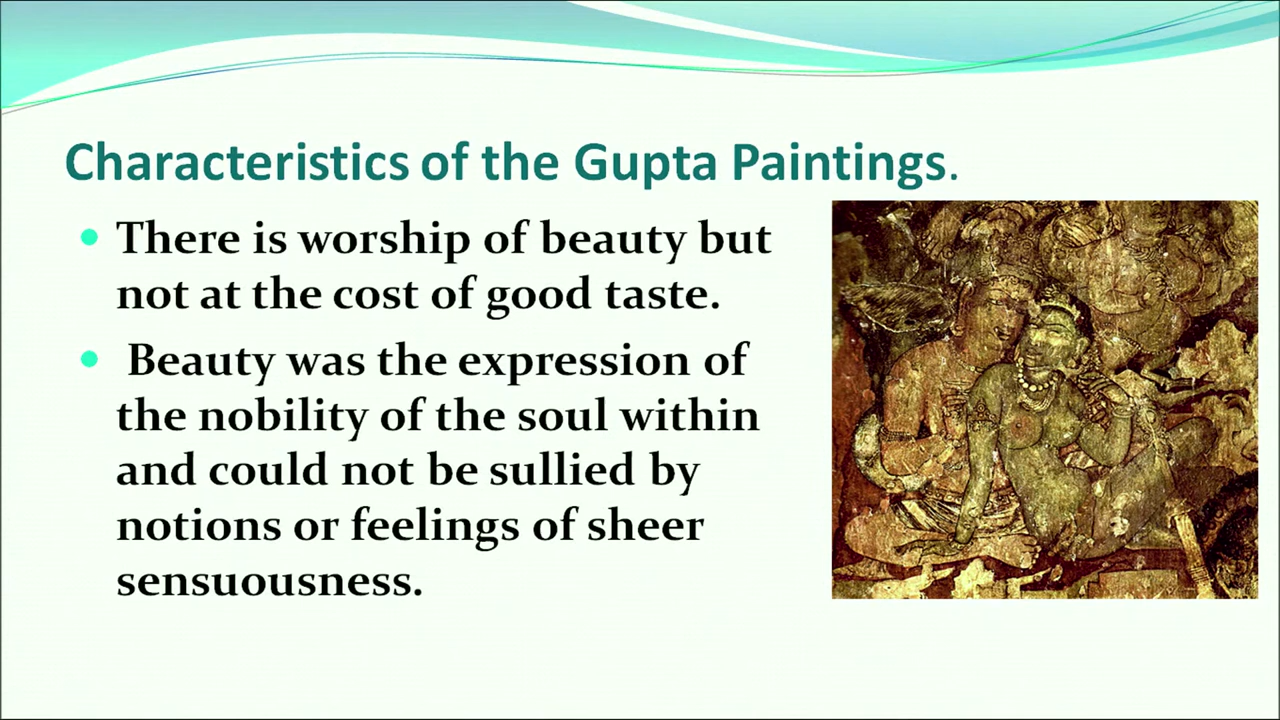 Characteristics of the Gupta Paintings.
There is worship of beauty but
not at the cost of good taste.
Beauty was the expression of
the nobility of the soul within
and could not be sullied by
notions or feelings of sheer
sensuousness.